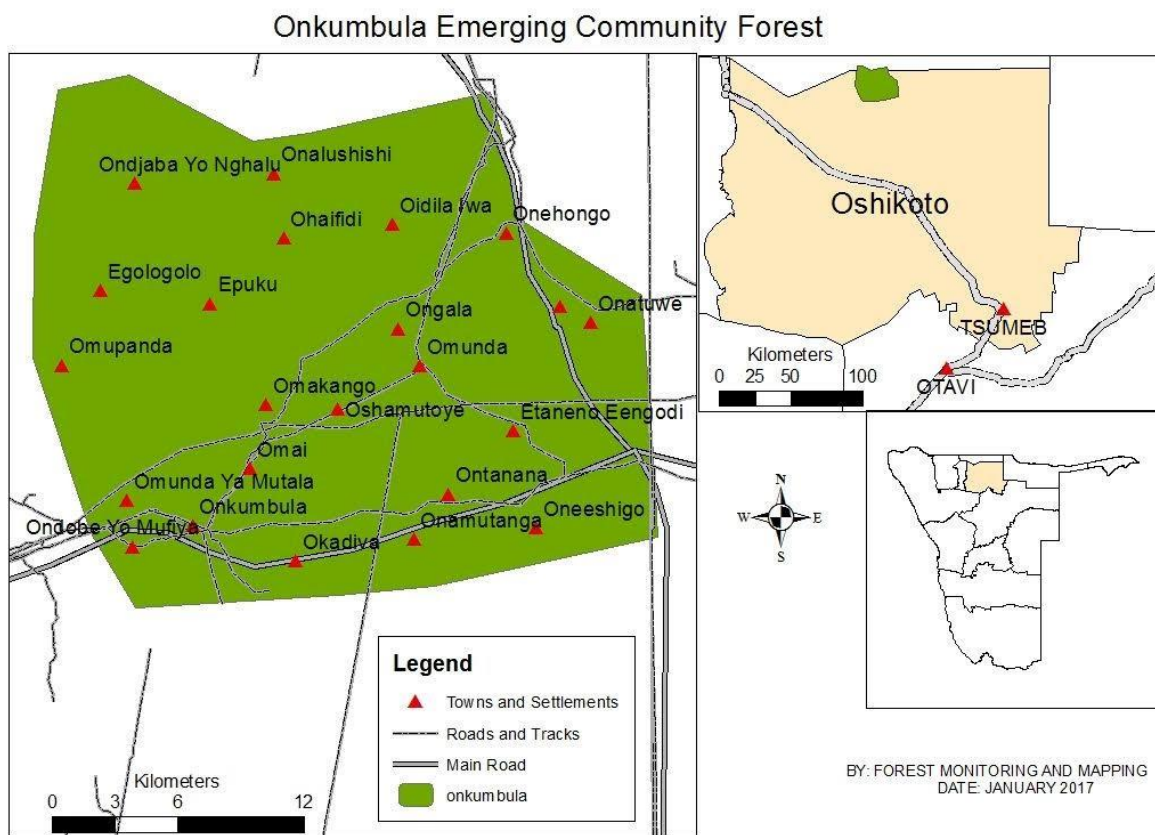 Onkumbula Emerging Community Forest
Ondjaba Yo Nghalu
Onalushishi
Ohaifidi
Oidila Iwa
Onehongo
Egologolo
Epuku
Onatuwe
Ongala
Omupanda
Omunda
Omakango
Oshamutoye
Etaneno Eengodi
Omai
Omunda Ya Mutala
Ontanana
Onkumbula
Ondobe Yo Mufiya
Onamutanga
Oneeshigo
Okadiva
Legend
Towns and Settlements
Roads and Tracks
Main Road
onkumbula
Kilometers
0 3 6 12
Oshikoto
TSUMEB
OTAVI
Kilometers
0 25 50 100
N
W E
S
BY: FOREST MONITORING AND MAPPING
DATE: JANUARY 2017